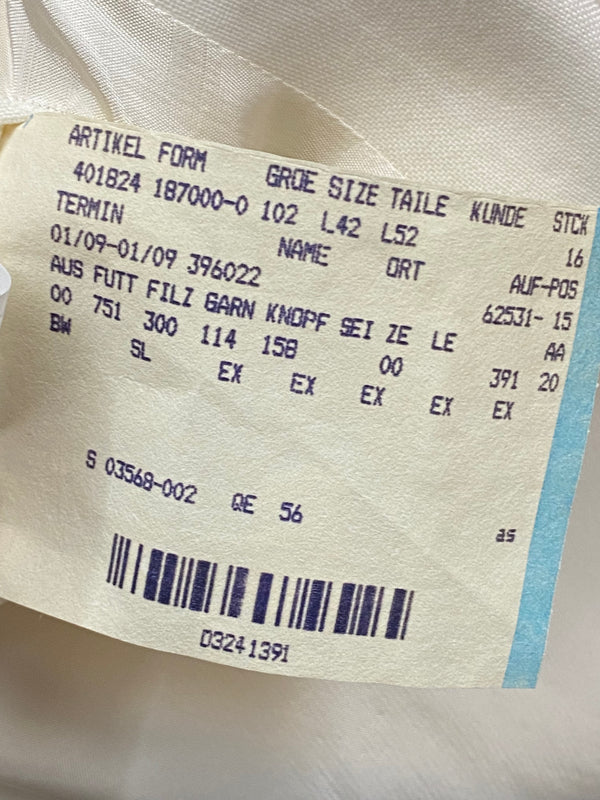 ARTIKEL FORM GROE SIZE TAILE KUNDE STCK
401824 187000-0 102 L42 L52 16
TERMIN NAME ORT AUF-POS
01/09-01/09 396022 62531- 15
AUS FUTT FILZ GARN KNOPF SEI ZE LE AA
00 751 300 114 158 00 391 20
BW SL EX EX EX EX EX
S 03568-002 QE 56
as
D3241391